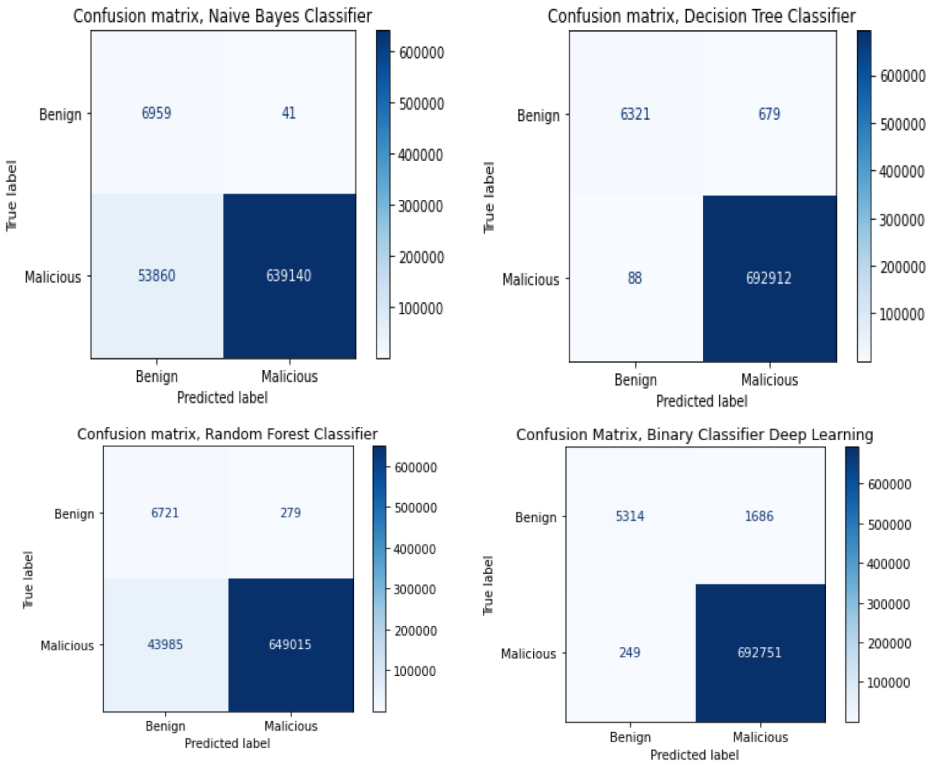 Confusion matrix, Naive Bayes Classifier
True label
Benign
Malicious
6959 41
53860 639140
600000
500000
400000
300000
200000
100000
Benign Malicious
Predicted label
Confusion matrix, Decision Tree Classifier
True label
Benign
Malicious
6321 679
88 692912
600000
500000
400000
300000
200000
100000
Benign Malicious
Predicted label
Confusion matrix, Random Forest Classifier
True label
Benign
Malicious
6721 279
43985 649015
600000
500000
400000
300000
200000
100000
Benign Malicious
Predicted label
Confusion Matrix, Binary Classifier Deep Learning
True label
Benign
Malicious
5314 1686
249 692751
600000
500000
400000
300000
200000
100000
Benign Malicious
Predicted label